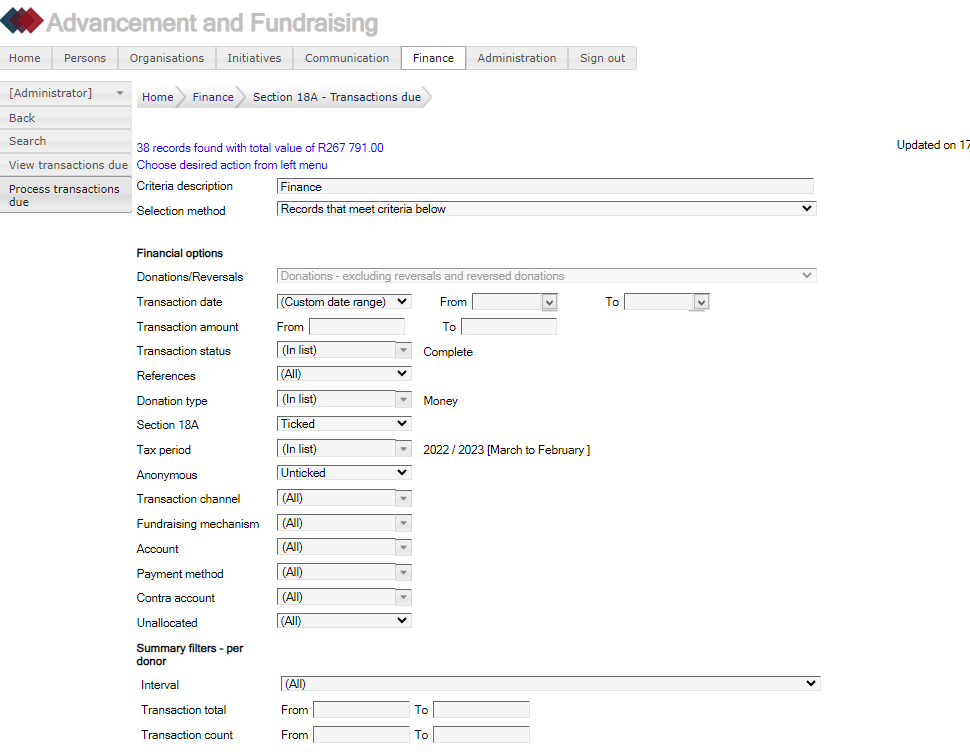 Advancement and Fundraising
Home Persons Organisations Initiatives Communication Finance Administration Sign out
[Administrator]
Back
Search
View transactions due
Process transactions
due
Home Finance Section 18A - Transactions due
38 records found with total value of R267 791.00
Updated on 17
Choose desired action from left menu
Criteria description Finance
Selection method Records that meet criteria below
Financial options
Donations/Reversals Donations - excluding reversals and reversed donations
Transaction date (Custom date range) From To
Transaction amount From To
Transaction status (In list) Complete
References (All)
Donation type (In list) Money
Section 18A Ticked
Tax period (In list) 2022 / 2023 [March to February ]
Anonymous Unticked
Transaction channel (All)
Fundraising mechanism (All)
Account (All)
Payment method (All)
Contra account (All)
Unallocated (All)
Summary filters - per
donor
Interval (All)
Transaction total From To
Transaction count From To